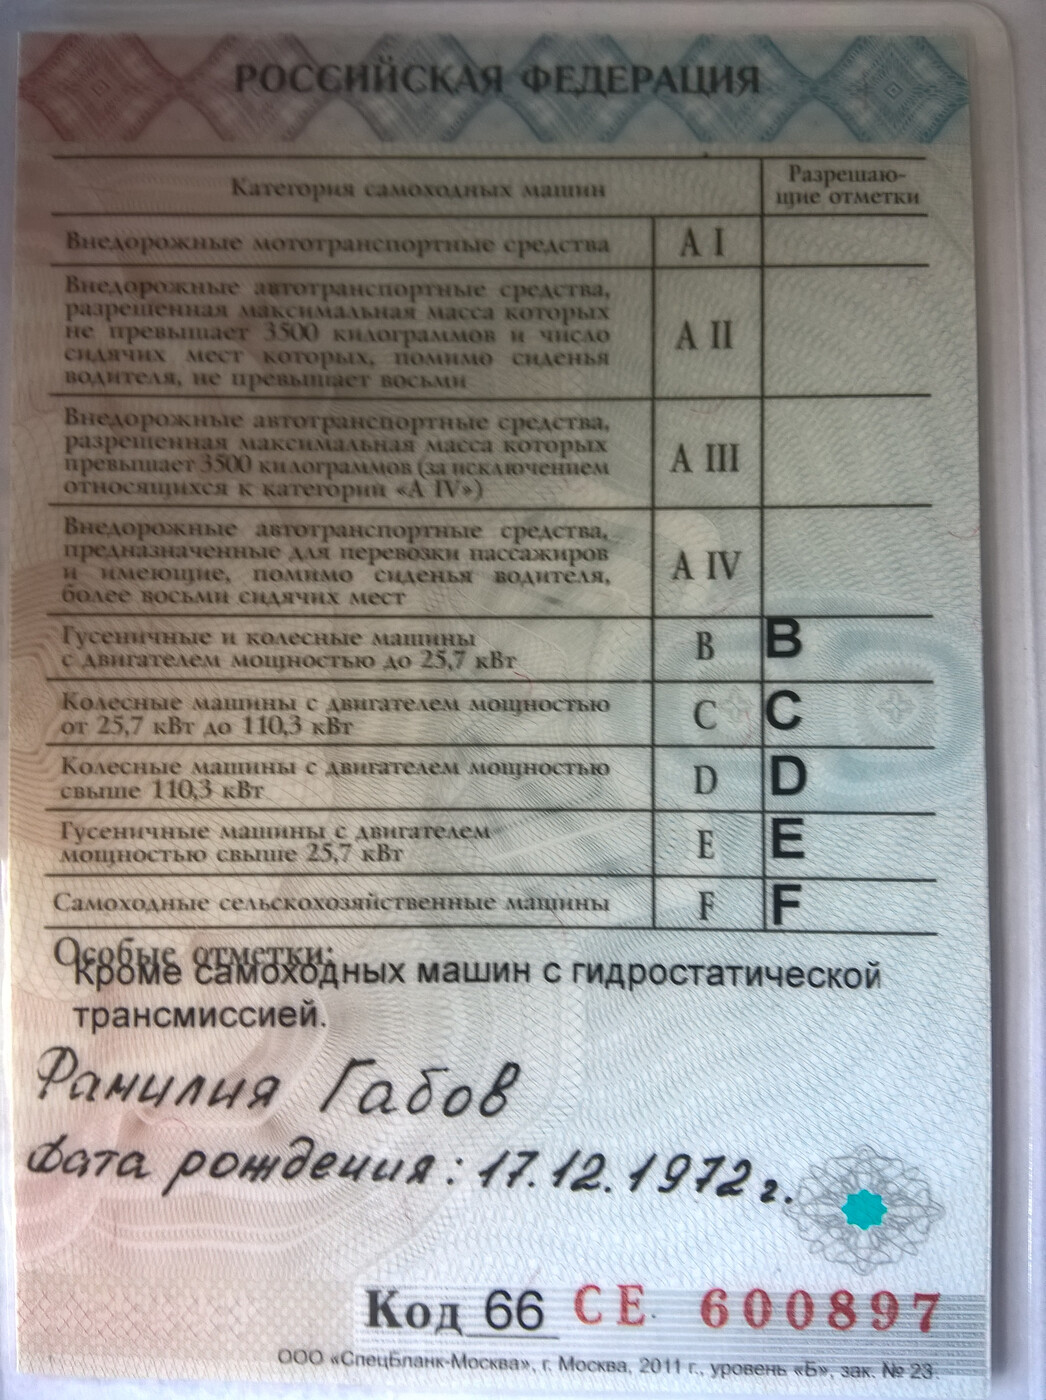 РОССИЙСКАЯ ФЕДЕРАЦИЯ
Категория самоходных машин
Разрешаю-
щие отметки
Внедорожные мототранспортные средства
А I
Внедорожные автотранспортные средства,
разрешенная максимальная масса которых
не превышает 3500 килограммов и число
сидячих мест которых, помимо сиденья
водителя, не превышает восьми
А II
Внедорожные автотранспортные средства,
разрешенная максимальная масса которых
превышает 3500 килограммов (за исключением
относящихся к категории «А IV»)
А III
Внедорожные автотранспортные средства,
предназначенные для перевозки пассажиров
и имеющие, помимо сиденья водителя,
более восьми сидячих мест
А IV
Гусеничные и колесные машины
с двигателем мощностью до 25,7 кВт
B B
Колесные машины с двигателем мощностью
от 25,7 кВт до 110,3 кВт
C C
Колесные машины с двигателем мощностью
свыше 110,3 кВт
D D
Гусеничные машины с двигателем
мощностью свыше 25,7 кВт
E E
Самоходные сельскохозяйственные машины
F F
Особые отметки:
Кроме самоходных машин с гидростатической
трансмиссией.
Фамилия Габов
Дата рождения: 17.12.1972 г.
Код 66 СЕ 600897
ООО «СпецБланк-Москва», г. Москва, 2011 г., уровень «Б», зак. № 23.